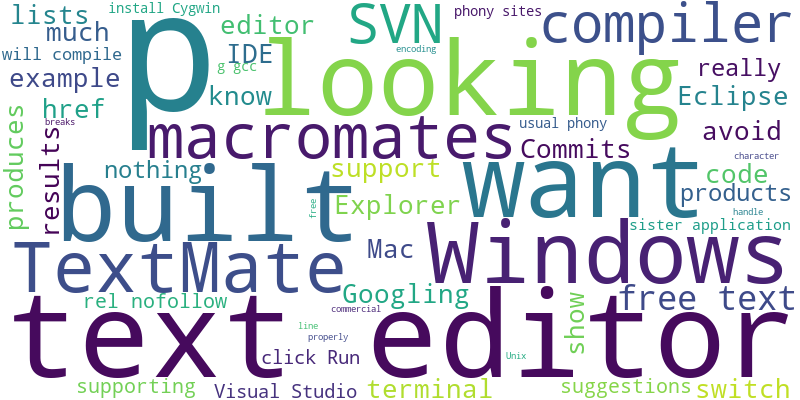 install Cygwin
lists
much
will compile
example
href
breaks
produces
results
p
editor
IDE
g gcc
know
SVN
encoding
looking
phony sites
compiler
really
Eclipse
usual phony
avoid
macromates
Commits
character
nothing
built
free
support
Explorer
want
code
products
handle
sister application
TextMate
Mac
Windows
rel nofollow
Googling
commercial
free text
show
text editor
line
properly
click Run
Unix
supporting
Visual Studio
terminal
suggestions
switch